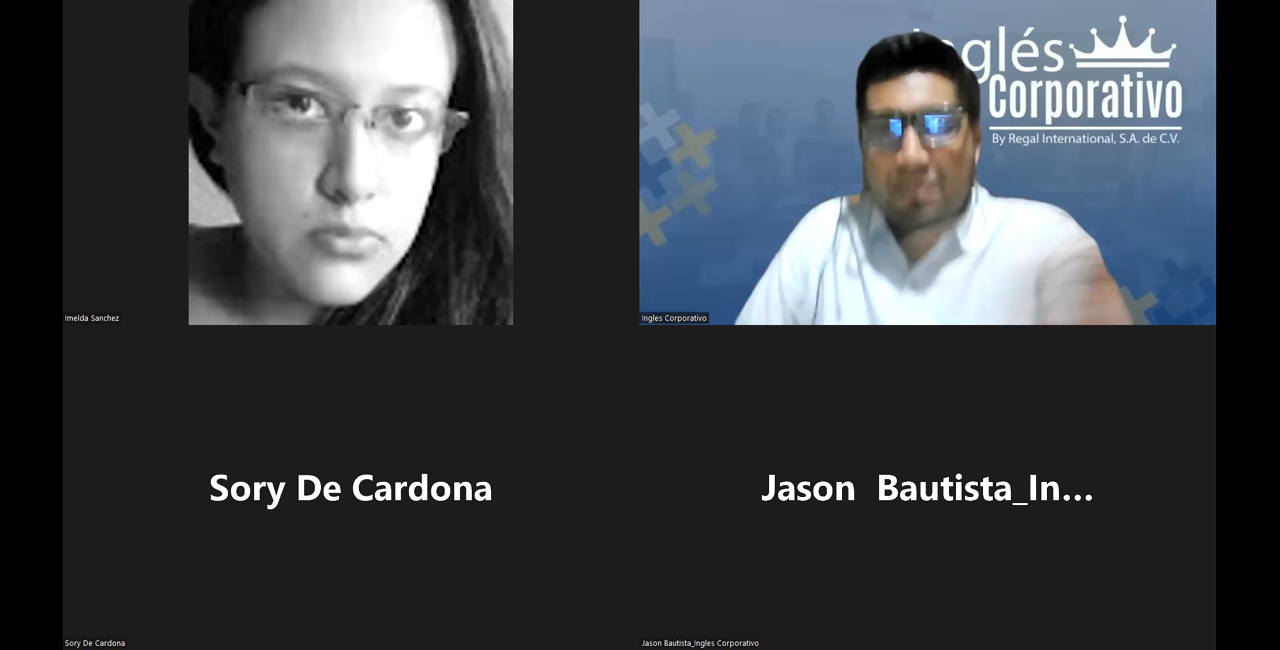 Inglés
Corporativo
By Regal International, S.A. de C.V.
Imelda Sanchez
Ingles Corporativo
Sory De Cardona
Jason Bautista_In...
Sory De Cardona
Jason Bautista_Ingles Corporativo